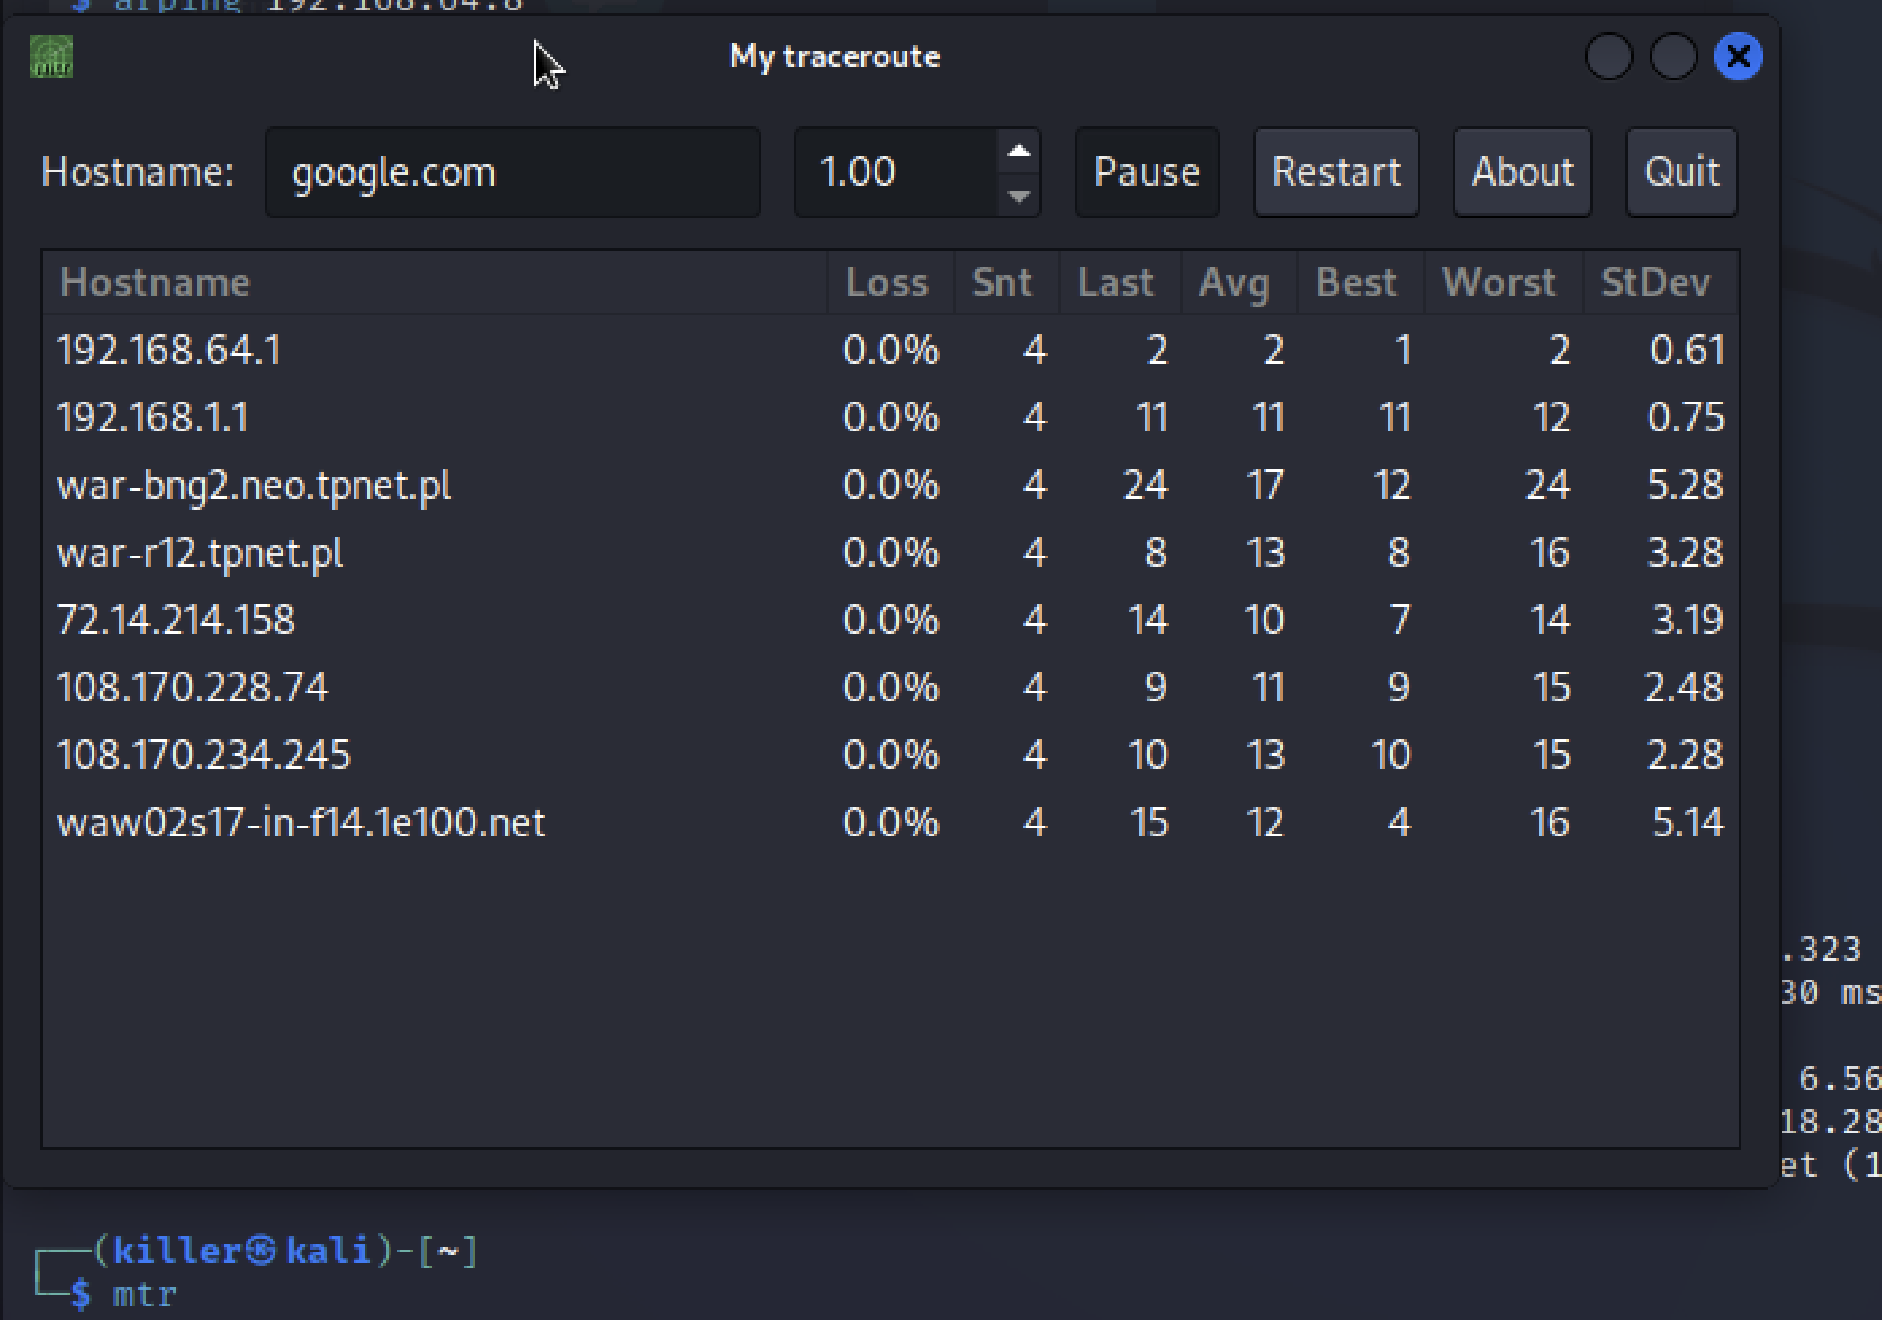 $ arping 192.168.64.8
My traceroute
Hostname: google.com 1.00 Pause Restart About Quit
Hostname Loss Snt Last Avg Best Worst StDev
192.168.64.1 0.0% 4 2 2 1 2 0.61
192.168.1.1 0.0% 4 11 11 11 12 0.75
war-bng2.neo.tpnet.pl 0.0% 4 24 17 12 24 5.28
war-r12.tpnet.pl 0.0% 4 8 13 8 16 3.28
72.14.214.158 0.0% 4 14 10 7 14 3.19
108.170.228.74 0.0% 4 9 11 9 15 2.48
108.170.234.245 0.0% 4 10 13 10 15 2.28
waw02s17-in-f14.1e100.net 0.0% 4 15 12 4 16 5.14
.323
30 ms
6.56
18.28
et (1
(killer㉿kali)-[~]
$ mtr